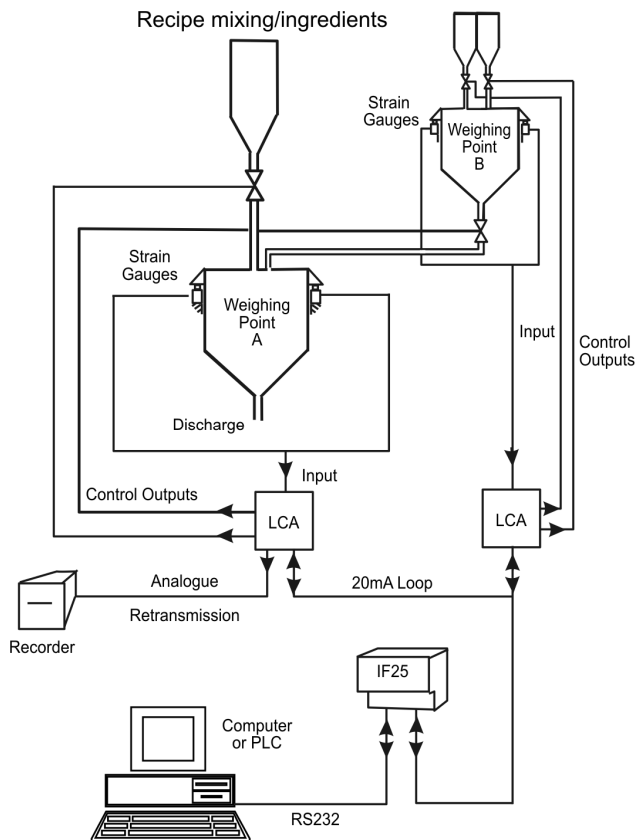 Recipe mixing/ingredients
Strain
Gauges
Weighing
Point
B
Strain
Gauges
Weighing
Point
A
Input
Control
Outputs
Discharge
Input
Control Outputs
LCA
LCA
Analogue
20mA Loop
Retransmission
Recorder
IF25
Computer
or PLC
RS232